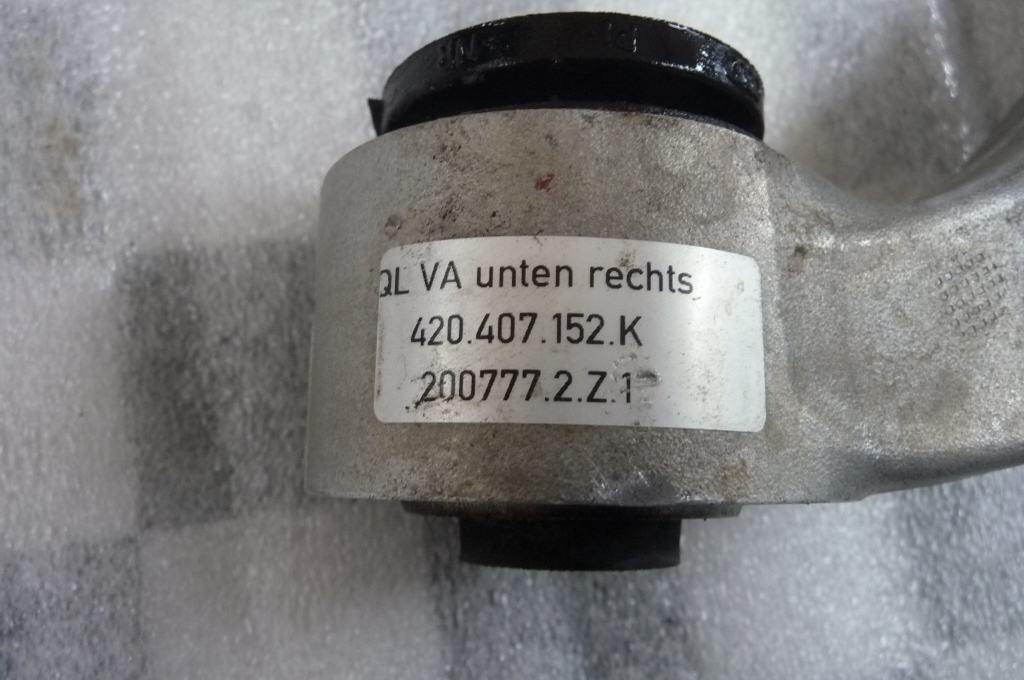 QL VA unten rechts
420.407.152.K
200777.2.Z.1